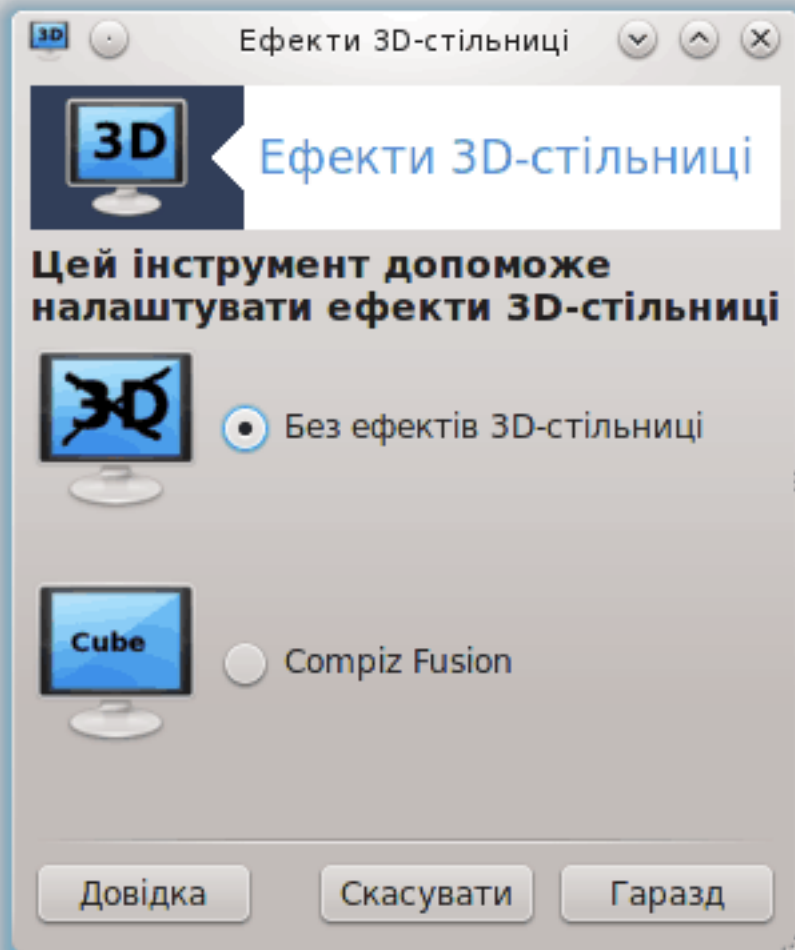 3D
Ефекти 3D-стільниці
3D
Ефекти 3D-стільниці
Цей інструмент допоможе
налаштувати ефекти 3D-стільниці
3D
Без ефектів 3D-стільниці
Cube
Compiz Fusion
Довідка
Скасувати
Гаразд